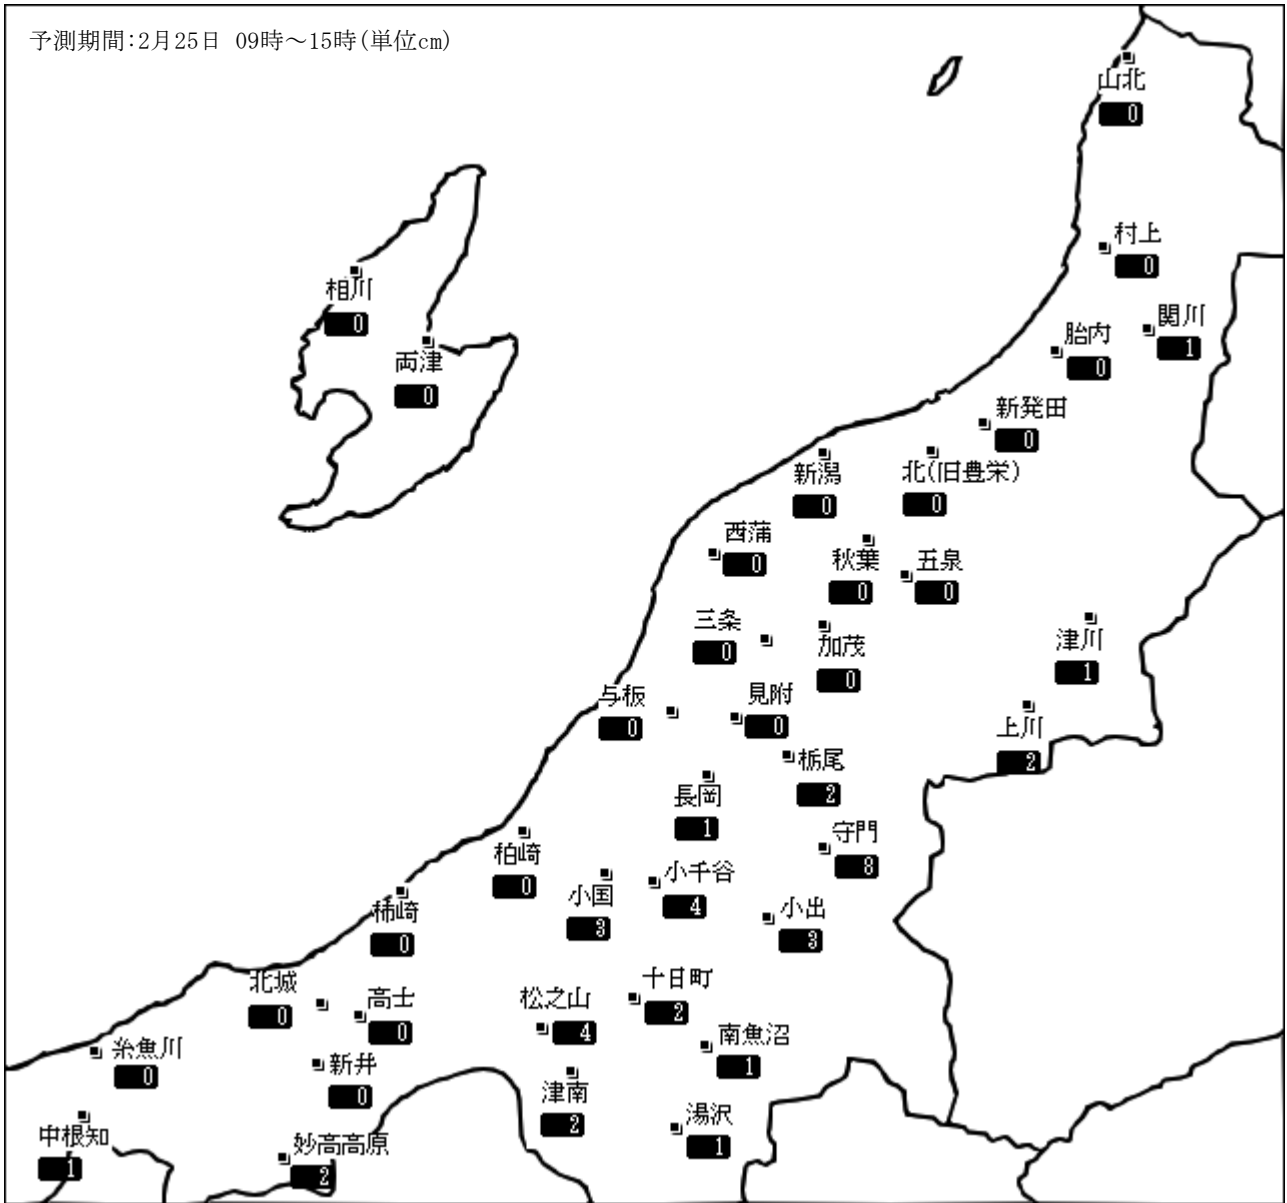 予測期間:2月25日 09時～15時(単位cm)
山北
0
村上
0
相川
0
関川
1
胎内
0
両津
0
新発田
0
新潟
0
北(旧豊栄)
0
西蒲
0
秋葉
0
五泉
0
三条
0
加茂
0
津川
1
与板
0
見附
0
上川
2
栃尾
2
長岡
1
守門
8
柏崎
0
小国
3
小千谷
4
小出
3
柿崎
0
北城
0
高士
0
松之山
4
十日町
2
南魚沼
1
糸魚川
0
新井
0
津南
2
湯沢
1
中根知
1
妙高高原
2